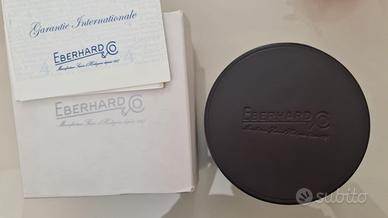 Garantie Internationale
EBERHARD & CO
Manufacture Suisse d'Horlogerie depuis 1887
EBERHARD & CO
Manufacture Suisse d'Horlogerie depuis 1887
EBERHARD & CO
subito